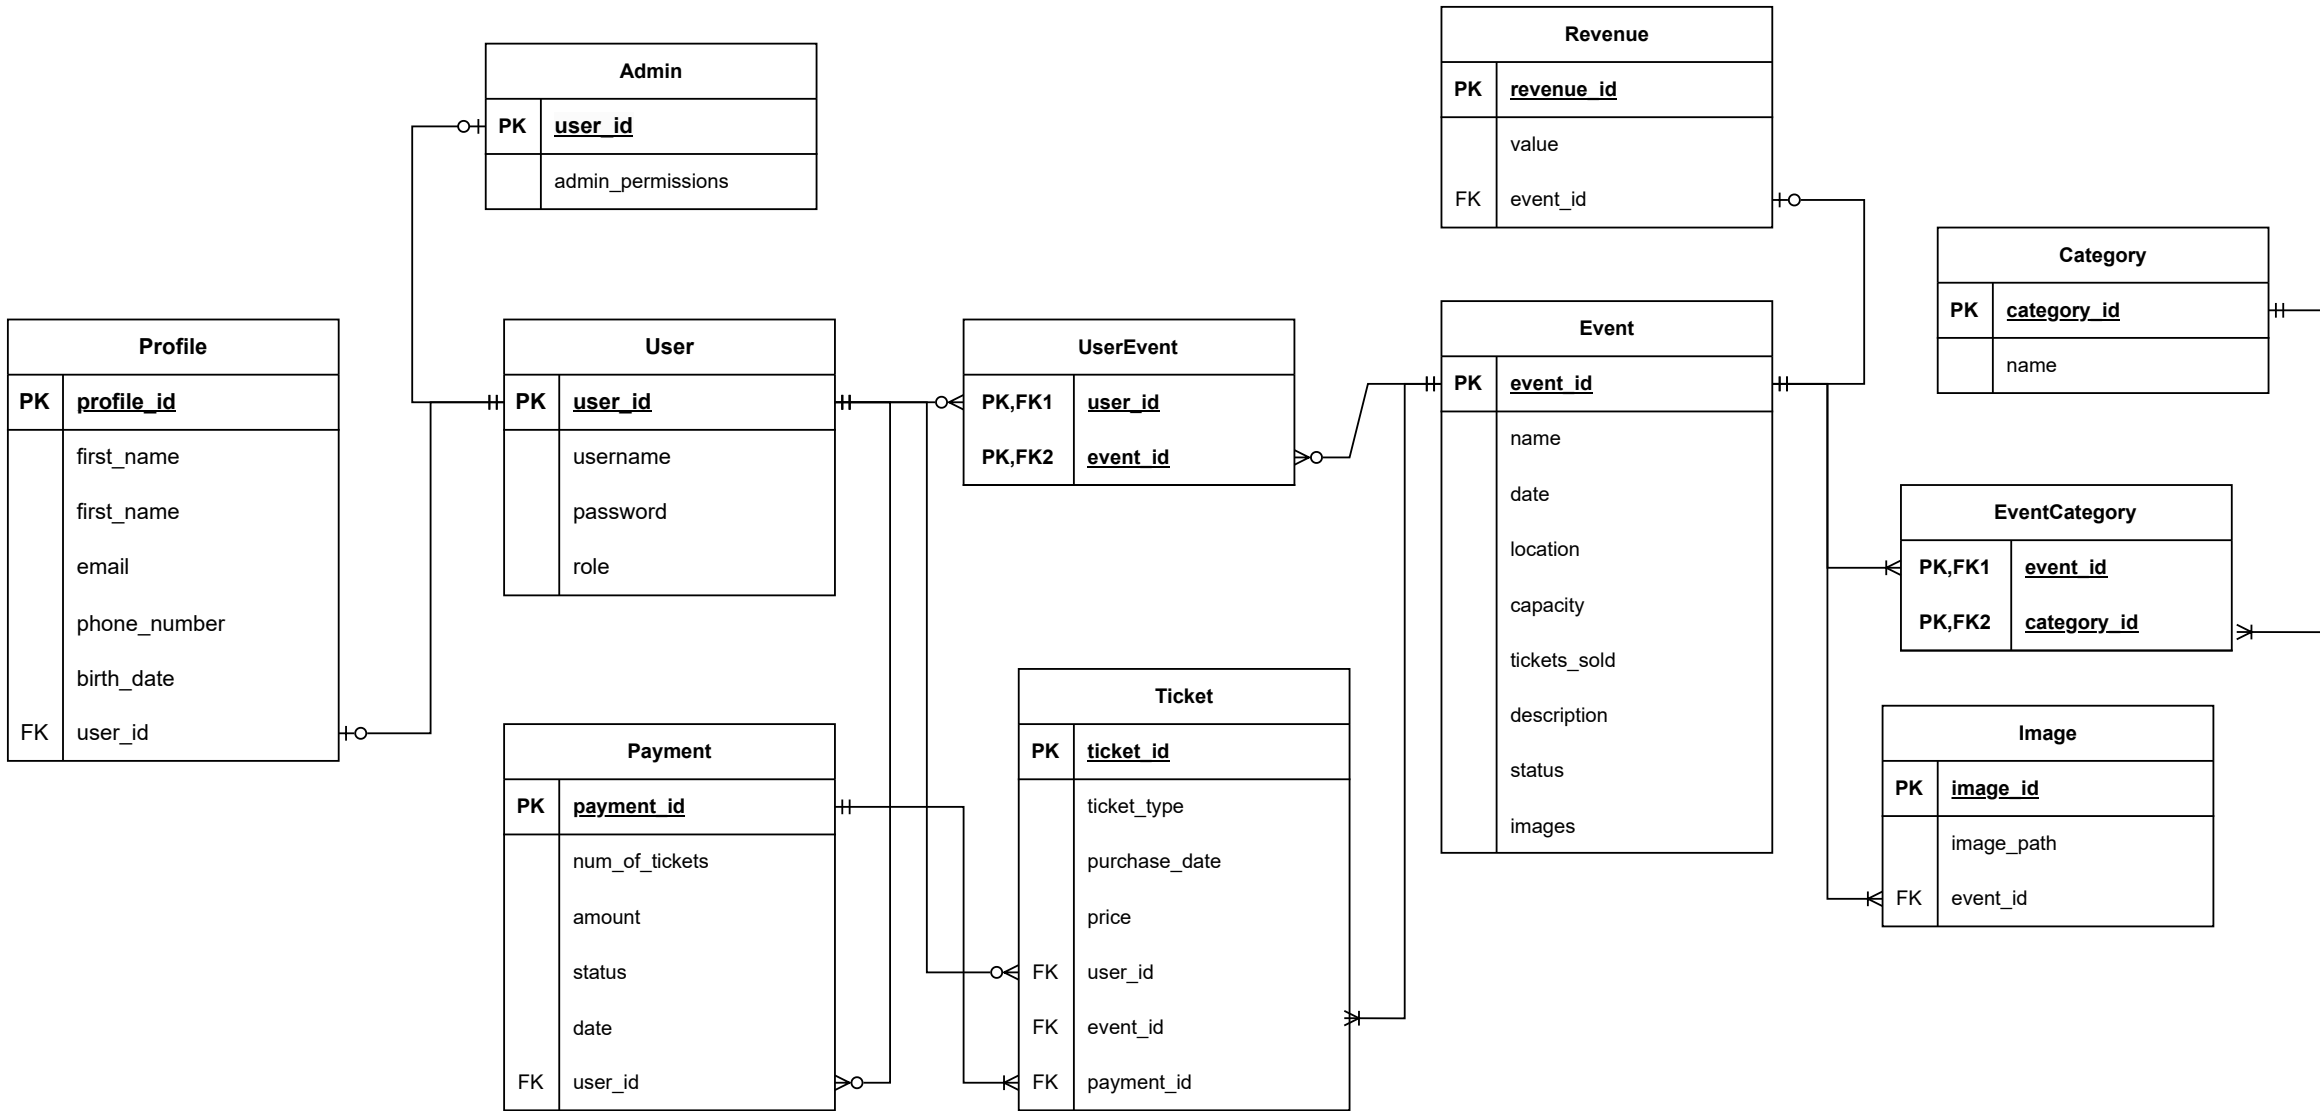 Admin
PK user_id
admin_permissions
Revenue
PK revenue_id
value
FK event_id
Category
PK category_id
name
Profile
PK profile_id
first_name
first_name
email
phone_number
birth_date
FK user_id
User
PK user_id
username
password
role
UserEvent
PK,FK1 user_id
PK,FK2 event_id
Event
PK event_id
name
date
location
capacity
tickets_sold
description
status
images
EventCategory
PK,FK1 event_id
PK,FK2 category_id
Payment
PK payment_id
num_of_tickets
amount
status
date
FK user_id
Ticket
PK ticket_id
ticket_type
purchase_date
price
FK user_id
FK event_id
FK payment_id
Image
PK image_id
image_path
FK event_id